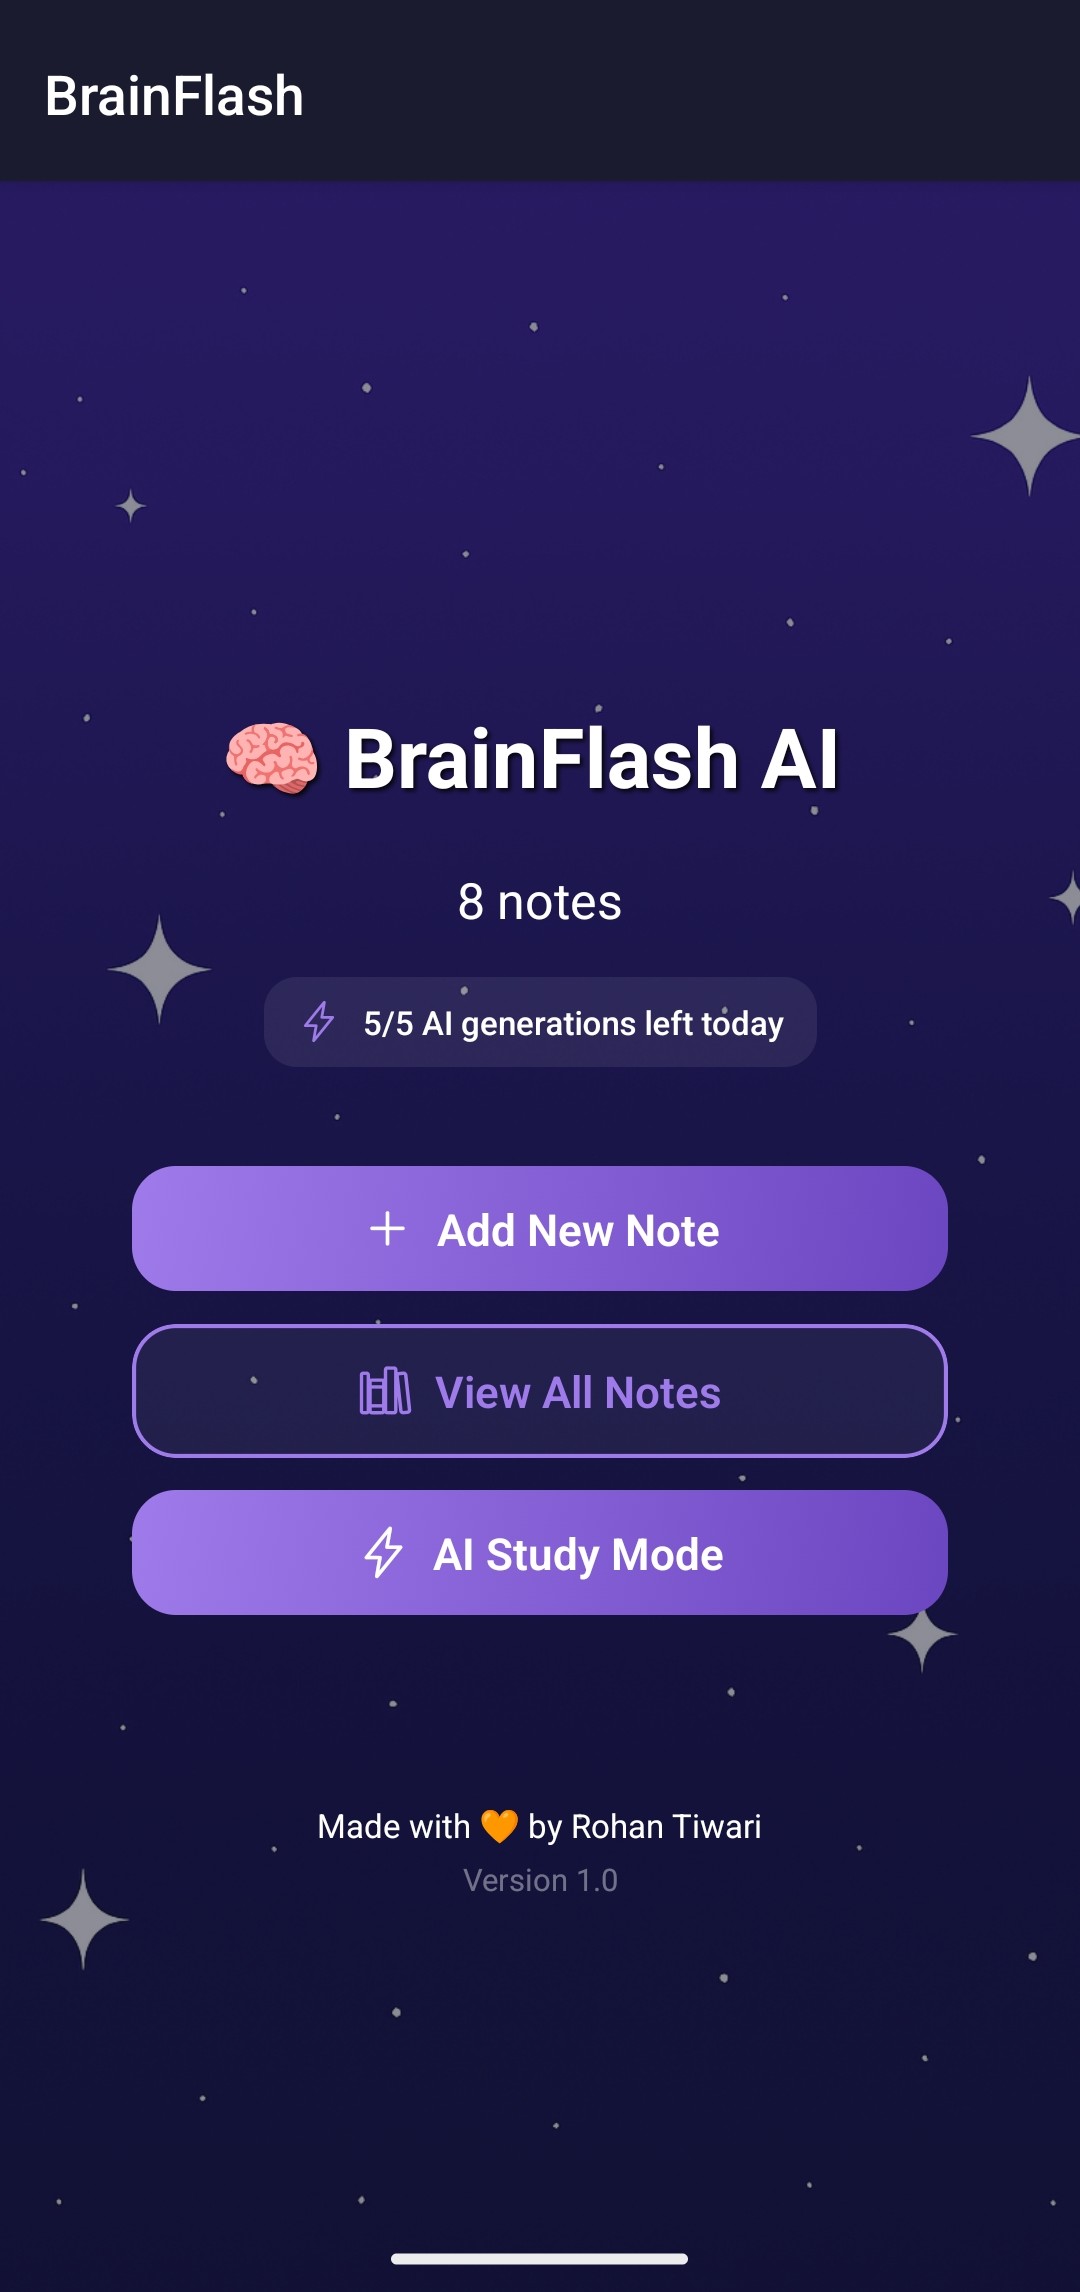 BrainFlash
🧠 BrainFlash AI
8 notes
5/5 AI generations left today
Add New Note
View All Notes
AI Study Mode
Made with 🧡 by Rohan Tiwari
Version 1.0